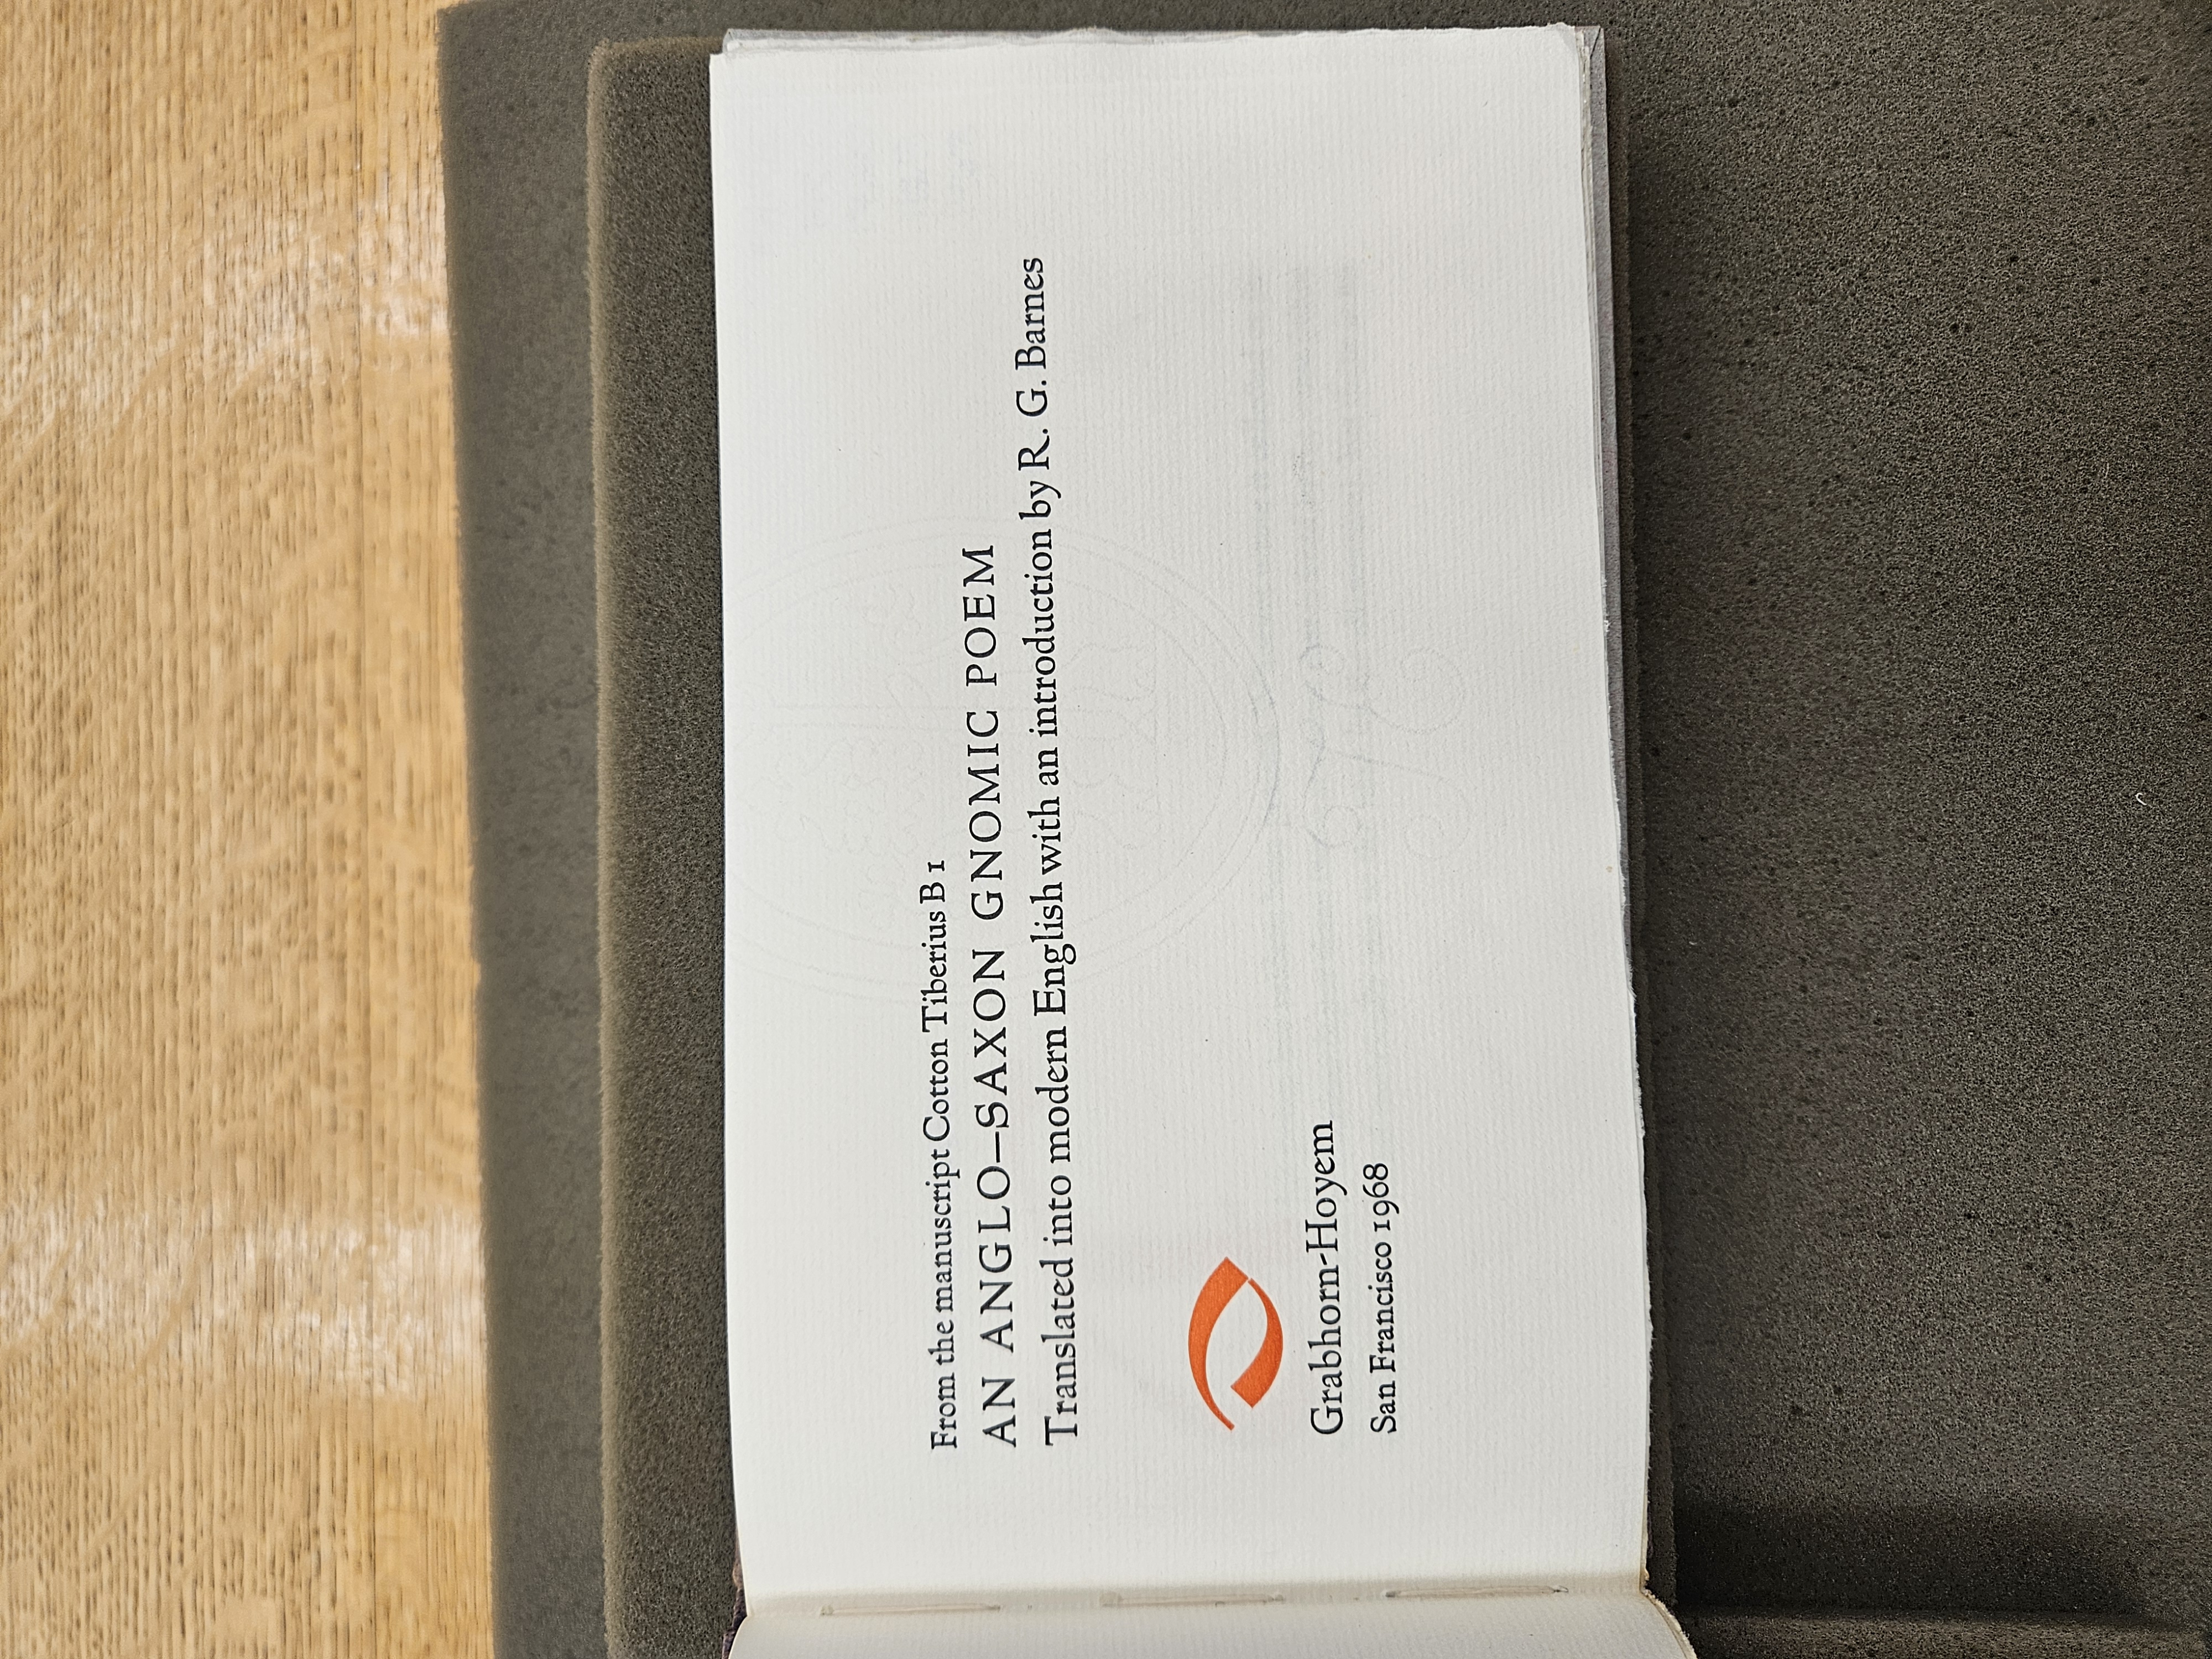 From the manuscript Cotton Tiberius B 1
AN ANGLO–SAXON GNOMIC POEM
Translated into modern English with an introduction by R. G. Barnes
Grabhorn-Hoyem
San Francisco 1968